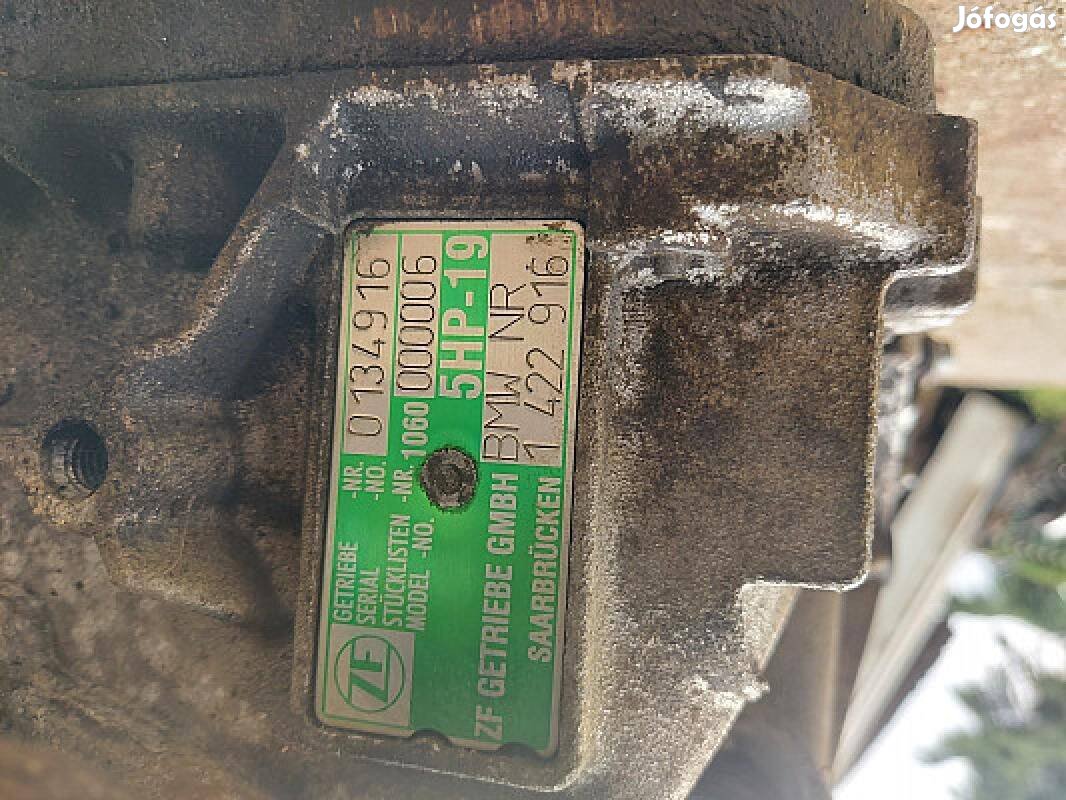 Jófogás
ZF
GETRIEBE -NR. 0134916
SERIAL -NO.
STÜCKLISTEN -NR. 1060 000006
MODEL -NO.
5HP-19
ZF GETRIEBE GMBH BMW NR
SAARBRÜCKEN 1 422 916